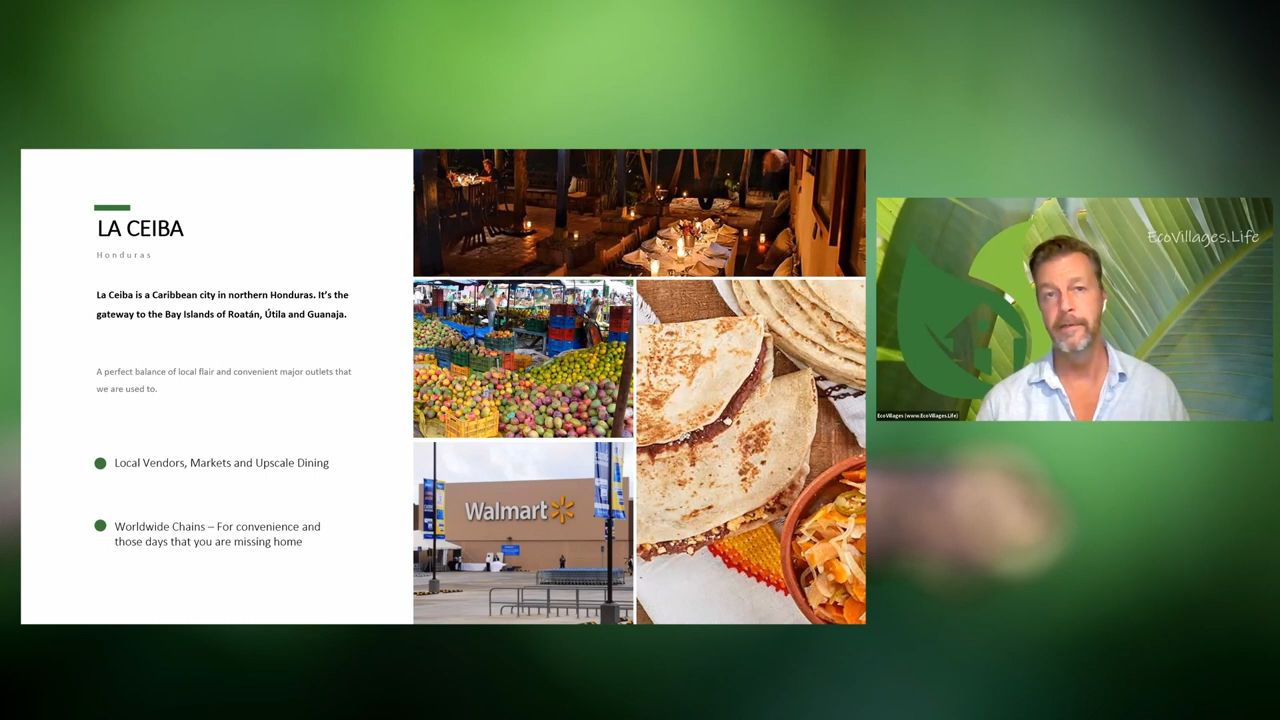 LA CEIBA
Honduras
La Ceiba is a Caribbean city in northern Honduras. It's the
gateway to the Bay Islands of Roatán, Útila and Guanaja.
A perfect balance of local flair and convenient major outlets that
we are used to.
Local Vendors, Markets and Upscale Dining
Worldwide Chains – For convenience and
those days that you are missing home
Walmart
EcoVillages.Life
EcoVillages (www.EcoVillages.Life)